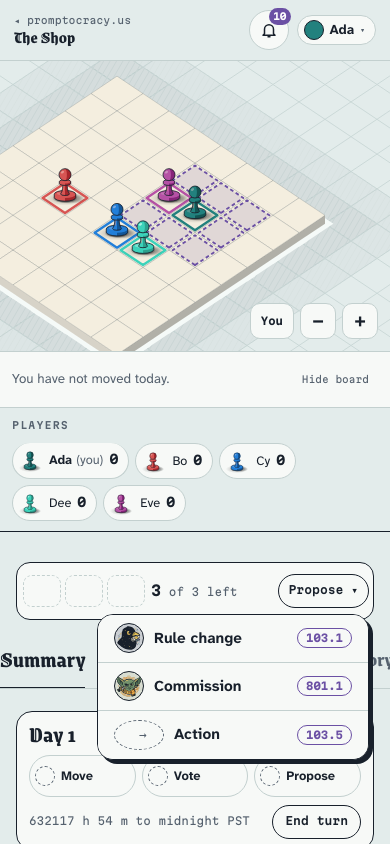 ◂ promptocracy.us
The Shop
10
Ada ▾
You − +
You have not moved today.
Hide board
PLAYERS
Ada (you) 0
Bo 0
Cy 0
Dee 0
Eve 0
3 of 3 left
Propose ▾
Rule change 103.1
Commission 801.1
→ Action 103.5
Summary
ory
Day 1
Move
Vote
Propose
632117 h 54 m to midnight PST
End turn